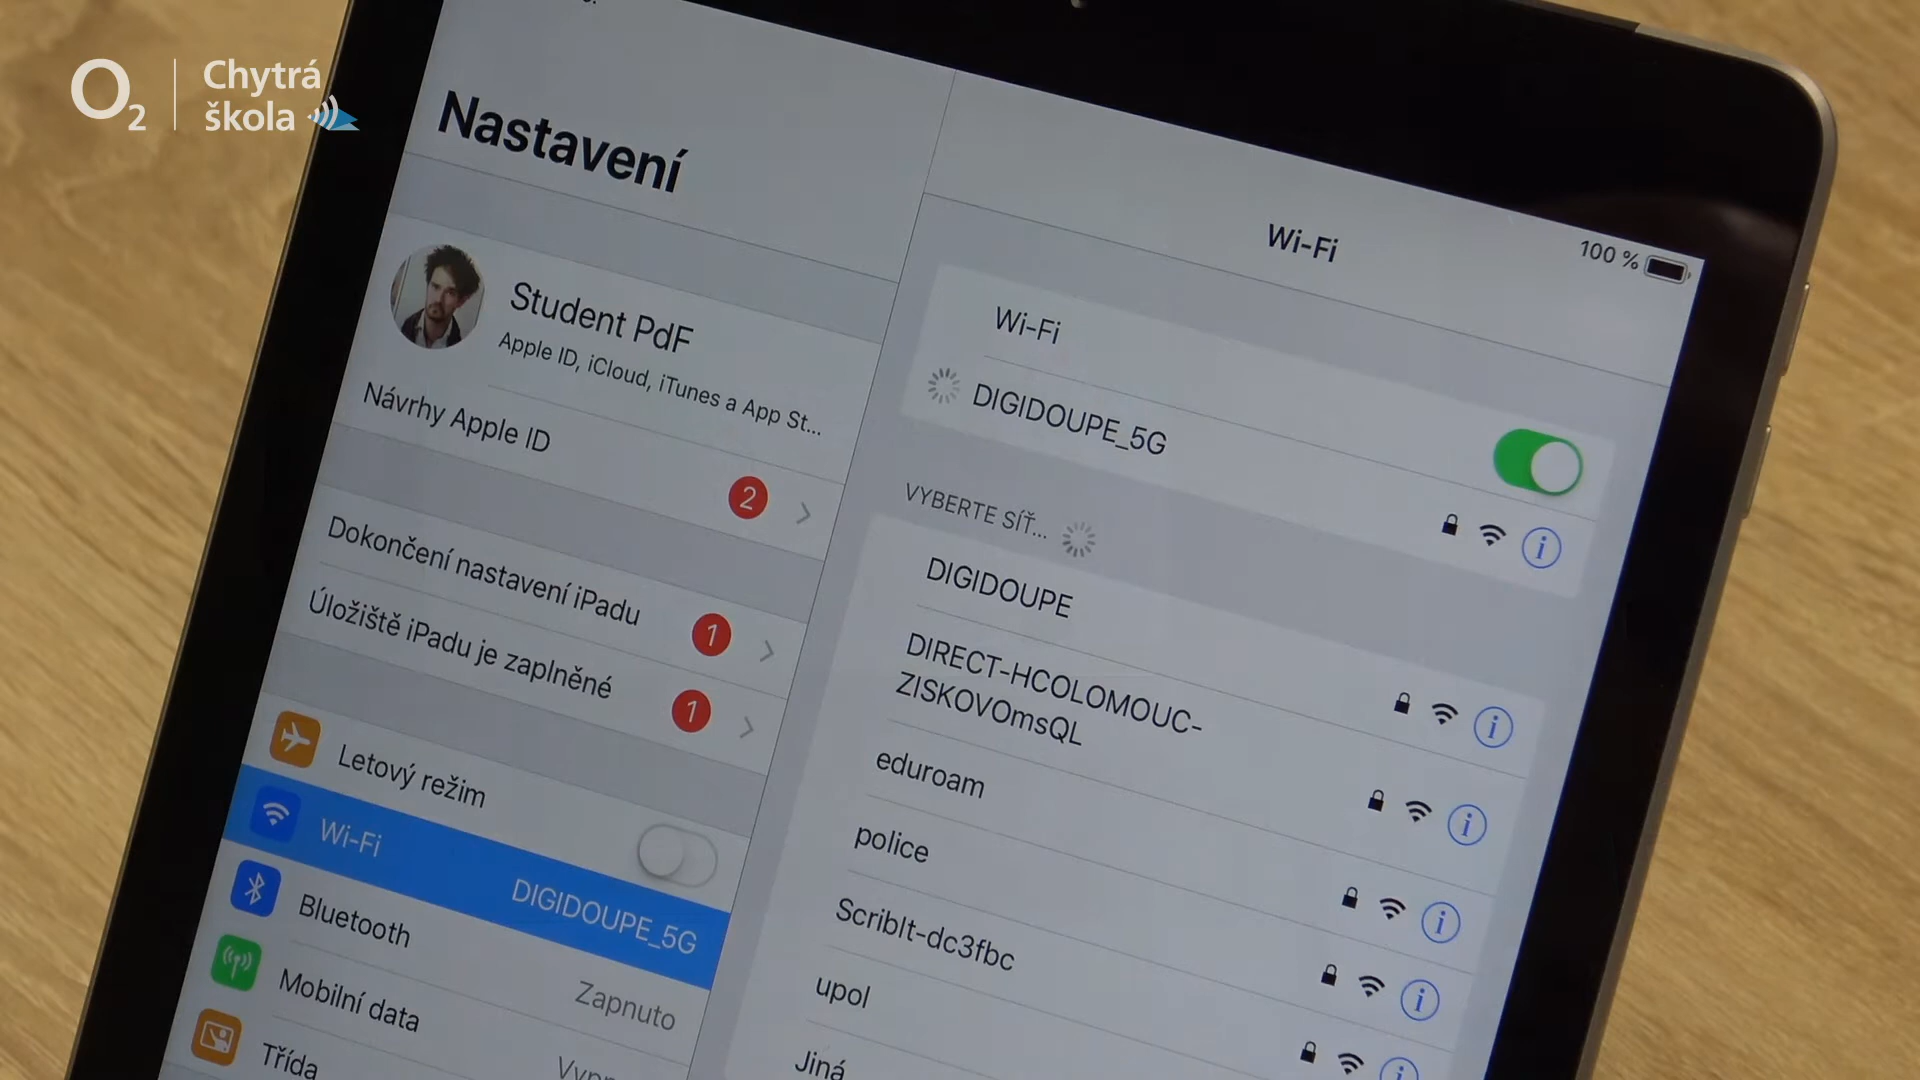 O2
Chytrá
škola
Nastavení
Student PdF
Apple ID, iCloud, iTunes a App St...
Návrhy Apple ID
2
Dokončení nastavení iPadu
1
Úložiště iPadu je zaplněné
1
Letový režim
Wi-Fi
DIGIDOUPE_5G
Bluetooth
Zapnuto
Mobilní data
Třída
Wi-Fi
100 %
Wi-Fi
DIGIDOUPE_5G
VYBERTE SÍŤ...
DIGIDOUPE
DIRECT-HCOLOMOUC-
ZISKOVOmsQL
eduroam
police
ScribIt-dc3fbc
upol
Jiná